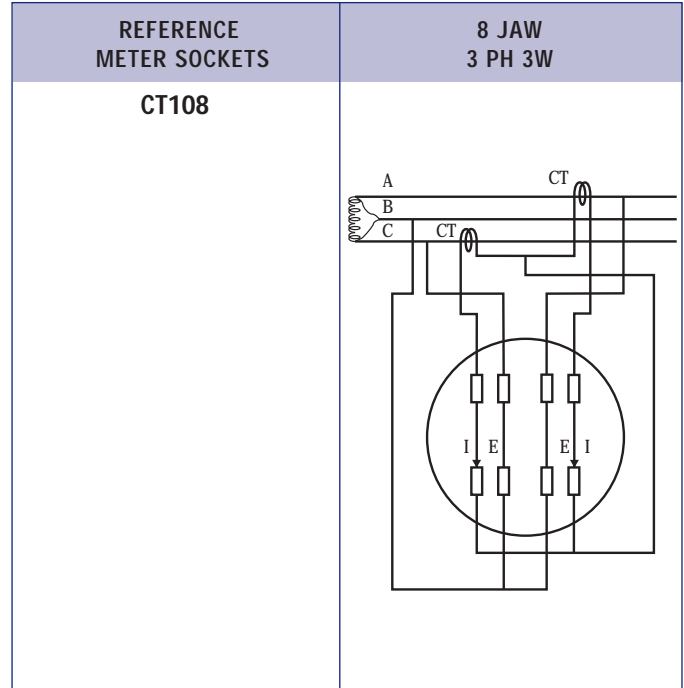 REFERENCE
METER SOCKETS
8 JAW
3 PH 3W
CT108
A
CT
B
C
CT
I
E
E
I